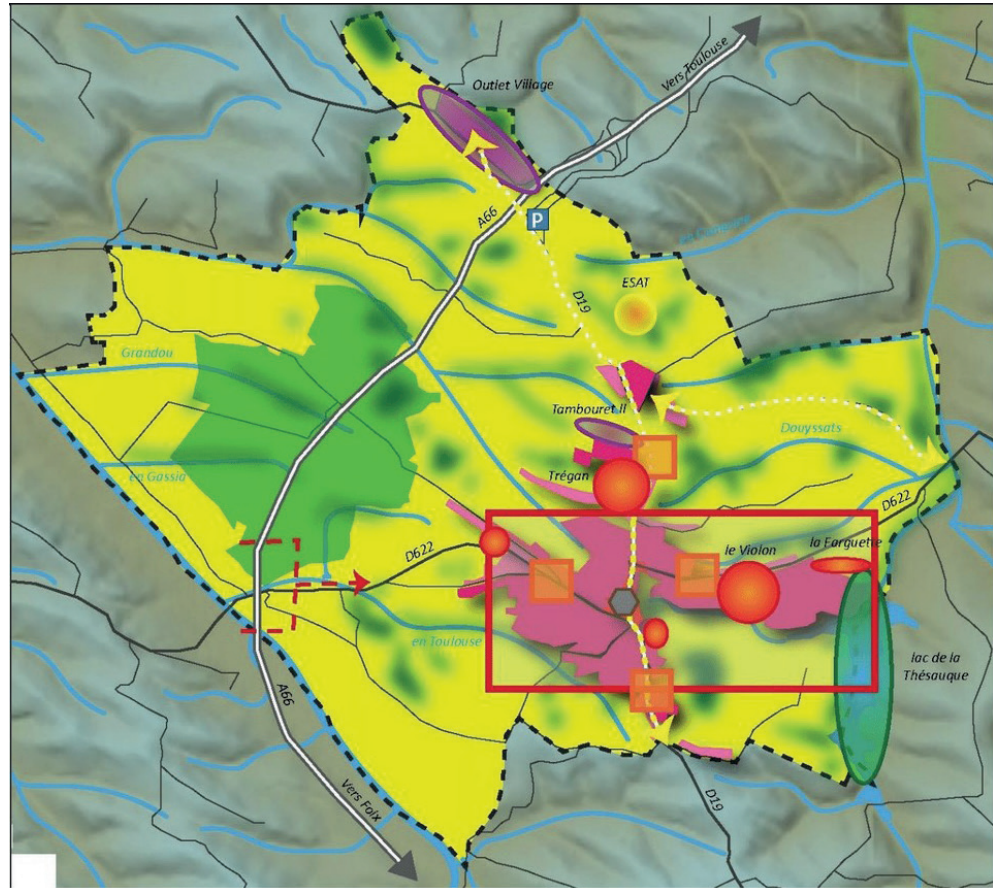 Outlet Village
Vers Toulouse
A66
P
D19
ESAT
Grandou
Tambouret II
Douyssats
Trégan
en Gassia
D622
D622
le Violon
la Farguette
en Toulouse
lac de la
Thésauque
A66
Vers Foix
D19